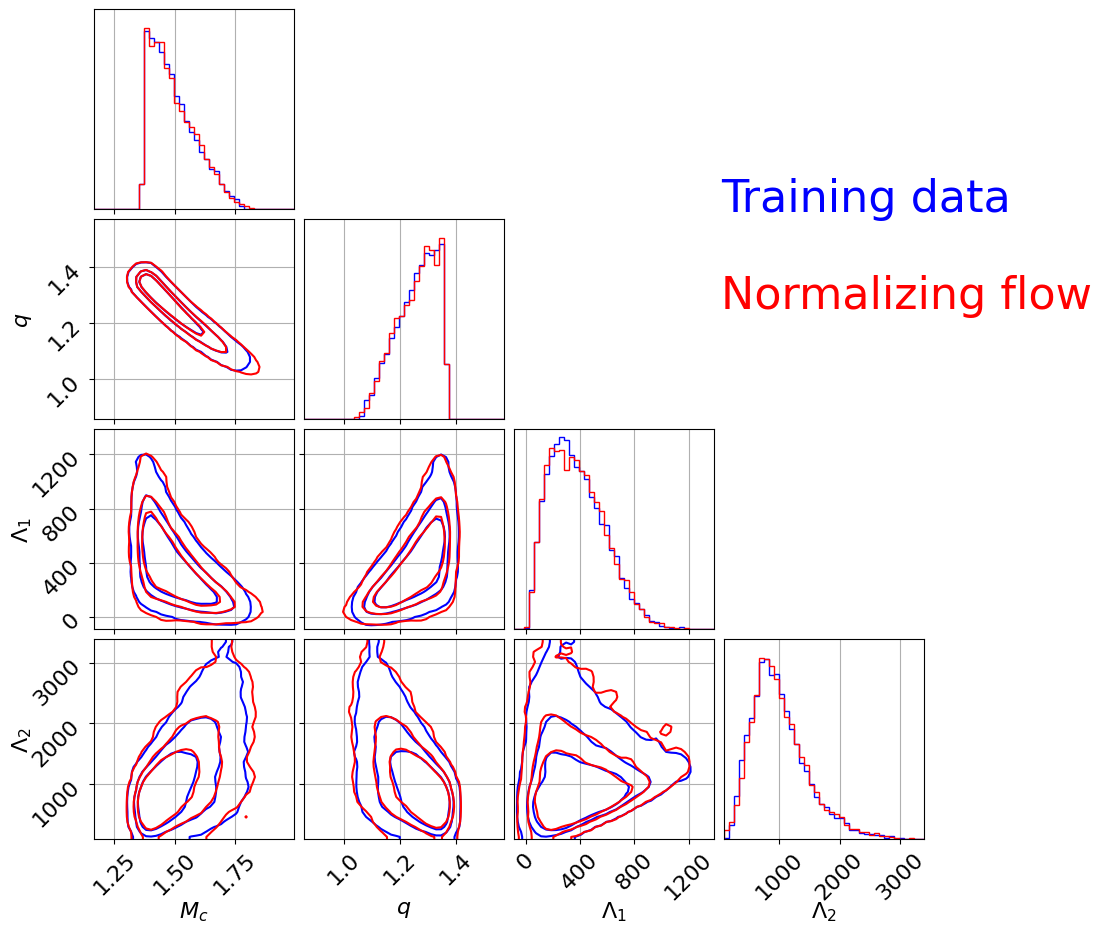 Training data
Normalizing flow
1.4
1.2
1.0
q
1200
800
400
0
Λ₁
3000
2000
1000
Λ₂
1.25 1.50 1.75
1.0 1.2 1.4
0 400 800 1200
1000 2000 3000
M_c q Λ₁ Λ₂